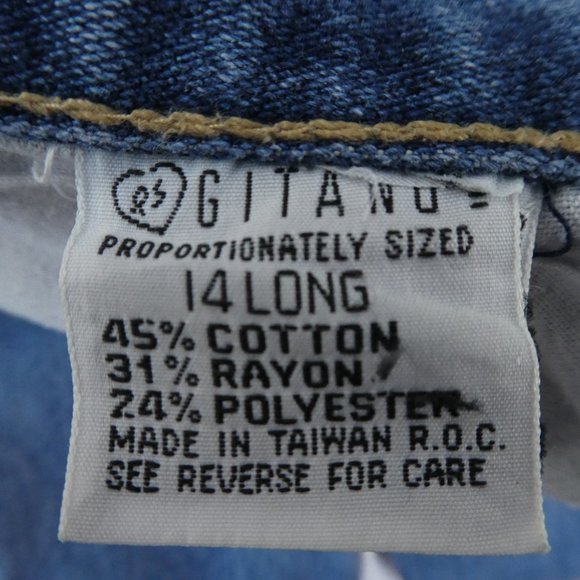 GITANO
PROPORTIONATELY SIZED
14 LONG
45% COTTON
31% RAYON
24% POLYESTER
MADE IN TAIWAN R.O.C.
SEE REVERSE FOR CARE